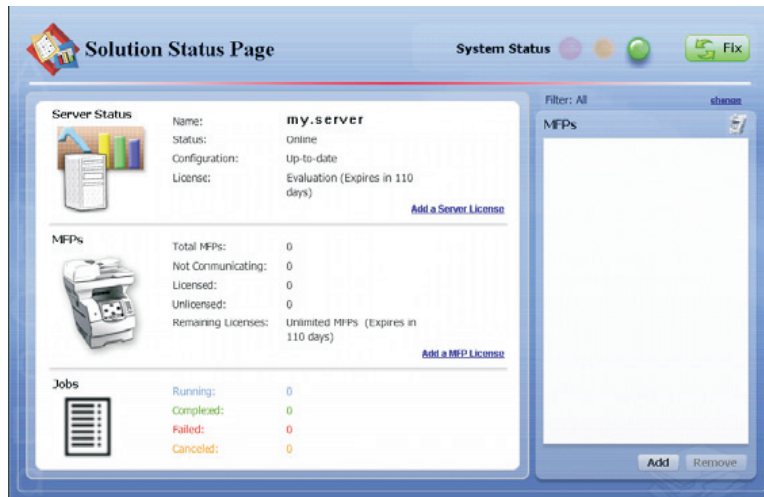 Solution Status Page
System Status
Fix
Server Status
Name: my.server
Status: Online
Configuration: Up-to-date
License: Evaluation (Expires in 110
days)
Add a Server License
MFPs
Total MFPs: 0
Not Communicating: 0
Licensed: 0
Unlicensed: 0
Remaining Licenses: Unlimited MFPs (Expires in
110 days)
Add a MFP License
Jobs
Running: 0
Completed: 0
Failed: 0
Canceled: 0
Filter: All change
MFPs
Add Remove